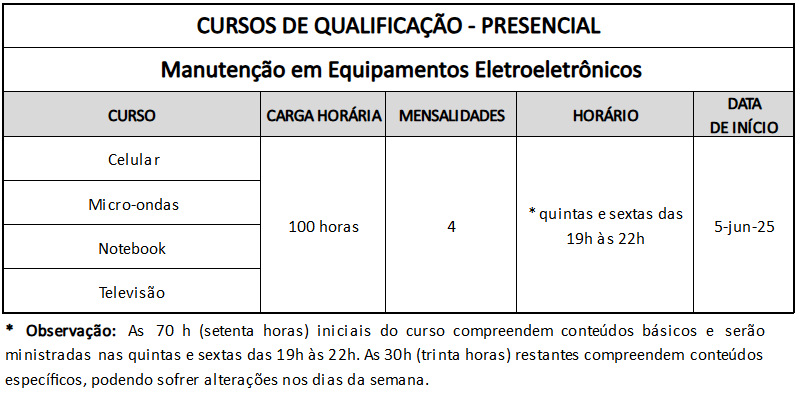 CURSOS DE QUALIFICAÇÃO - PRESENCIAL
Manutenção em Equipamentos Eletroeletrônicos
CURSO CARGA HORÁRIA MENSALIDADES HORÁRIO DATA DE INÍCIO
Celular
Micro-ondas
Notebook
Televisão
100 horas
4
* quintas e sextas das
19h às 22h
5-jun-25
* Observação: As 70 h (setenta horas) iniciais do curso compreendem conteúdos básicos e serão
ministradas nas quintas e sextas das 19h às 22h. As 30h (trinta horas) restantes compreendem conteúdos
específicos, podendo sofrer alterações nos dias da semana.